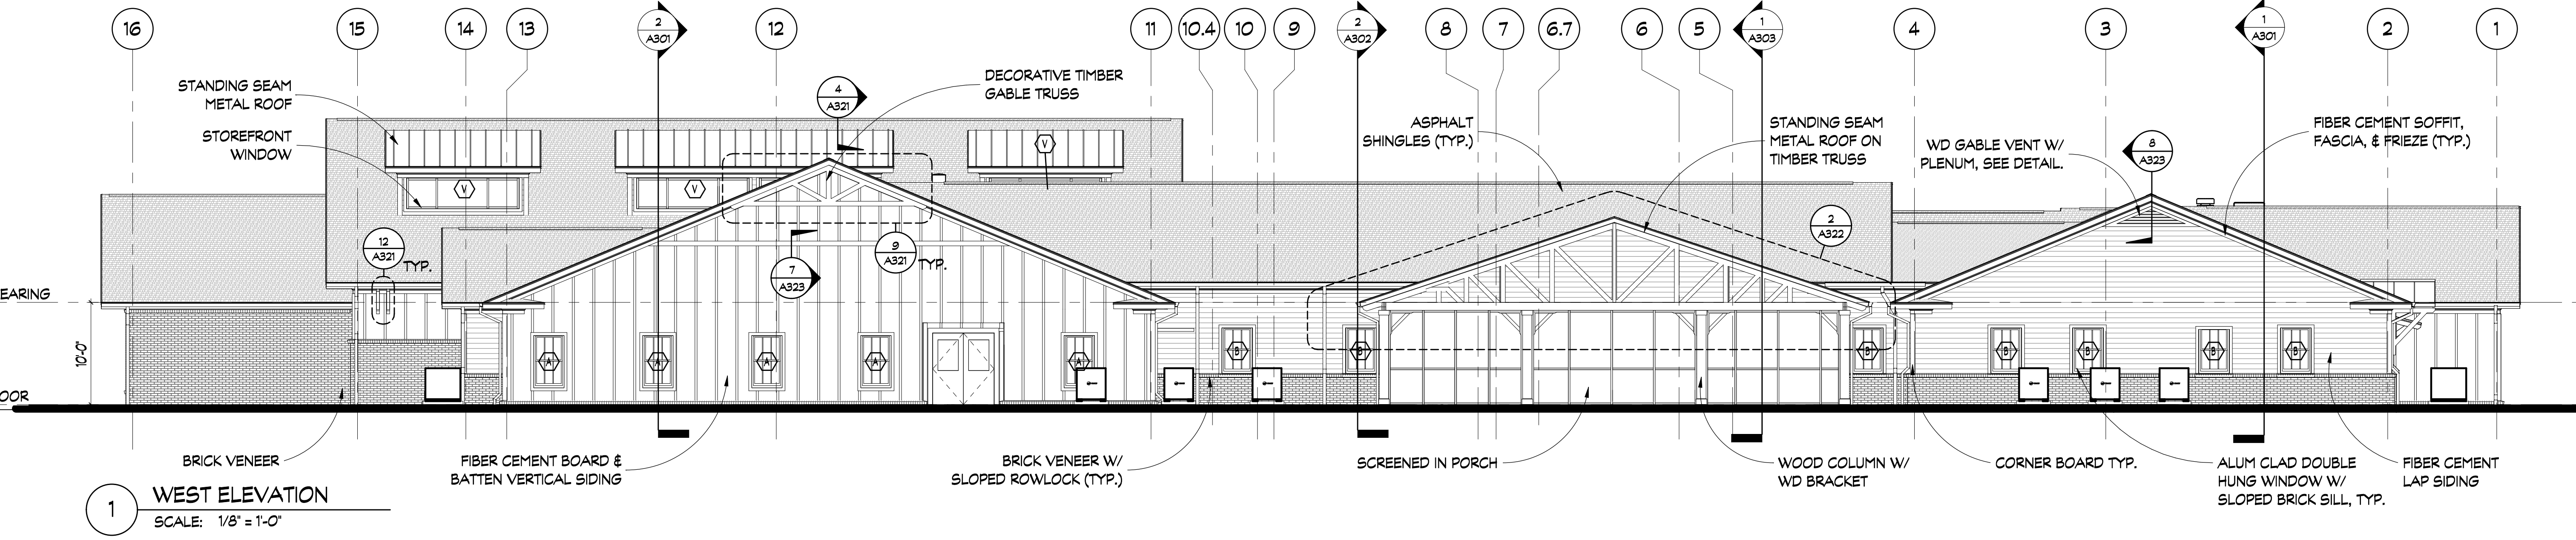 16
15
14
13
2
A301
12
11
10.4
10
9
2
A302
8
7
6.7
6
5
1
A303
4
3
1
A301
2
1
STANDING SEAM
METAL ROOF
STOREFRONT
WINDOW
4
A321
DECORATIVE TIMBER
GABLE TRUSS
ASPHALT
SHINGLES (TYP.)
STANDING SEAM
METAL ROOF ON
TIMBER TRUSS
WD GABLE VENT W/
PLENUM, SEE DETAIL.
8
A323
FIBER CEMENT SOFFIT,
FASCIA, & FRIEZE (TYP.)
V
V
V
12
A321
TYP.
7
A323
9
A321
TYP.
2
A322
EARING
10'-0"
OOR
A
A
A
A
A
B
B
B
B
B
B
B
BRICK VENEER
FIBER CEMENT BOARD &
BATTEN VERTICAL SIDING
BRICK VENEER W/
SLOPED ROWLOCK (TYP.)
SCREENED IN PORCH
WOOD COLUMN W/
WD BRACKET
CORNER BOARD TYP.
ALUM CLAD DOUBLE
HUNG WINDOW W/
SLOPED BRICK SILL, TYP.
FIBER CEMENT
LAP SIDING
1
WEST ELEVATION
SCALE: 1/8" = 1'-0"